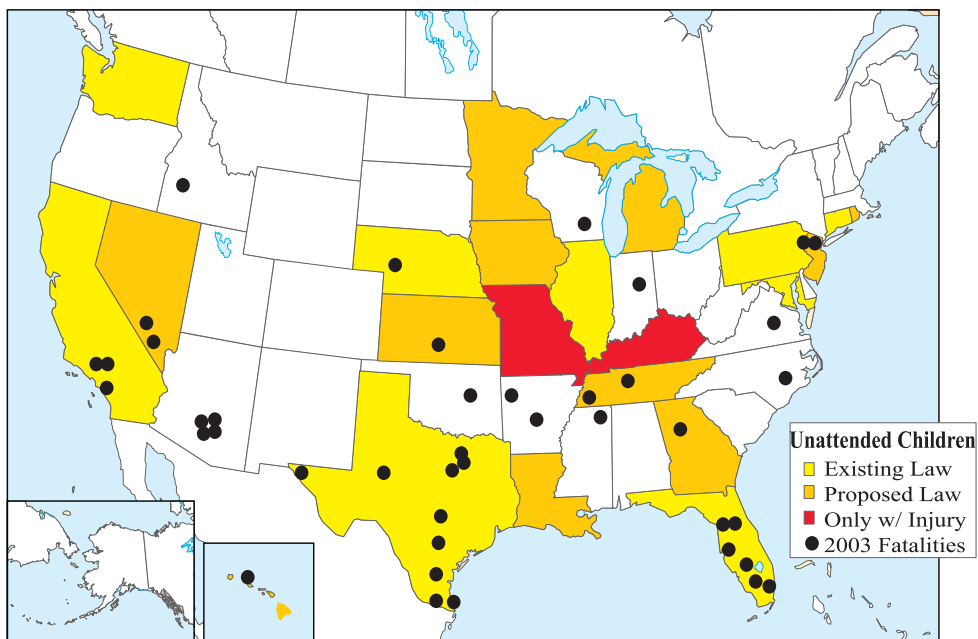 Unattended Children
Existing Law
Proposed Law
Only w/ Injury
2003 Fatalities